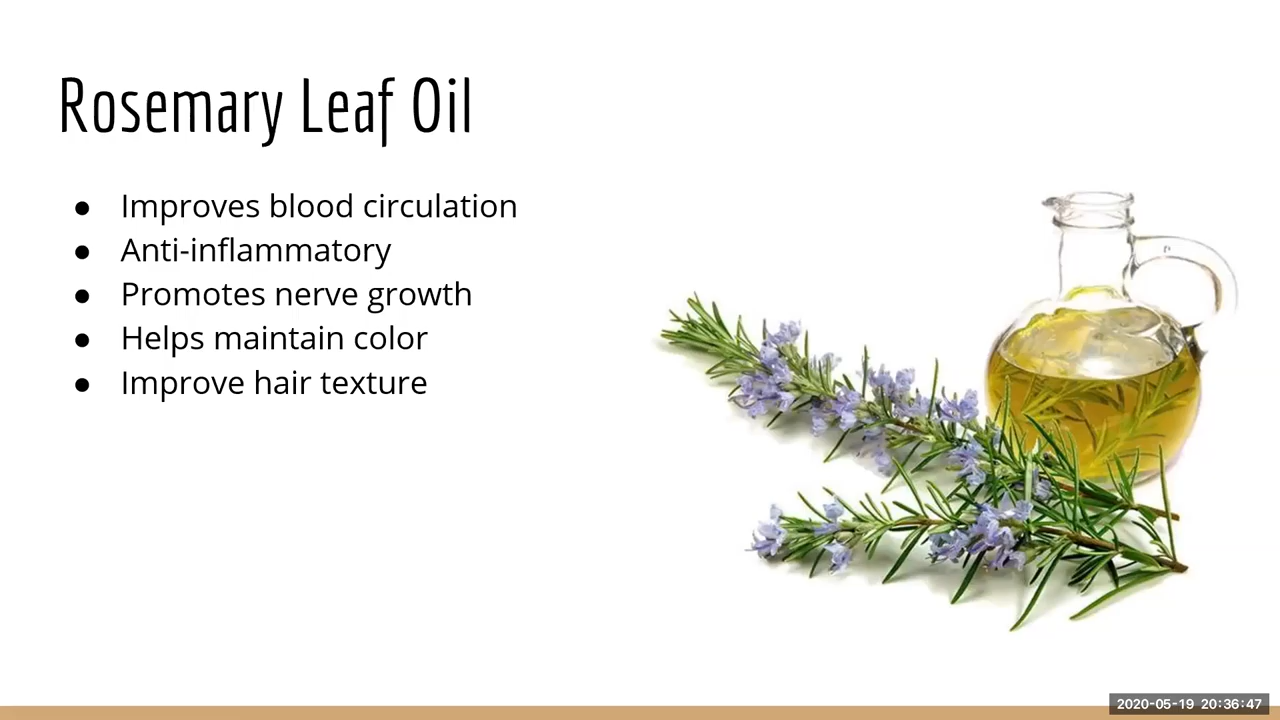 Rosemary Leaf Oil
● Improves blood circulation
● Anti-inflammatory
● Promotes nerve growth
● Helps maintain color
● Improve hair texture
2020-05-19 20:36:47